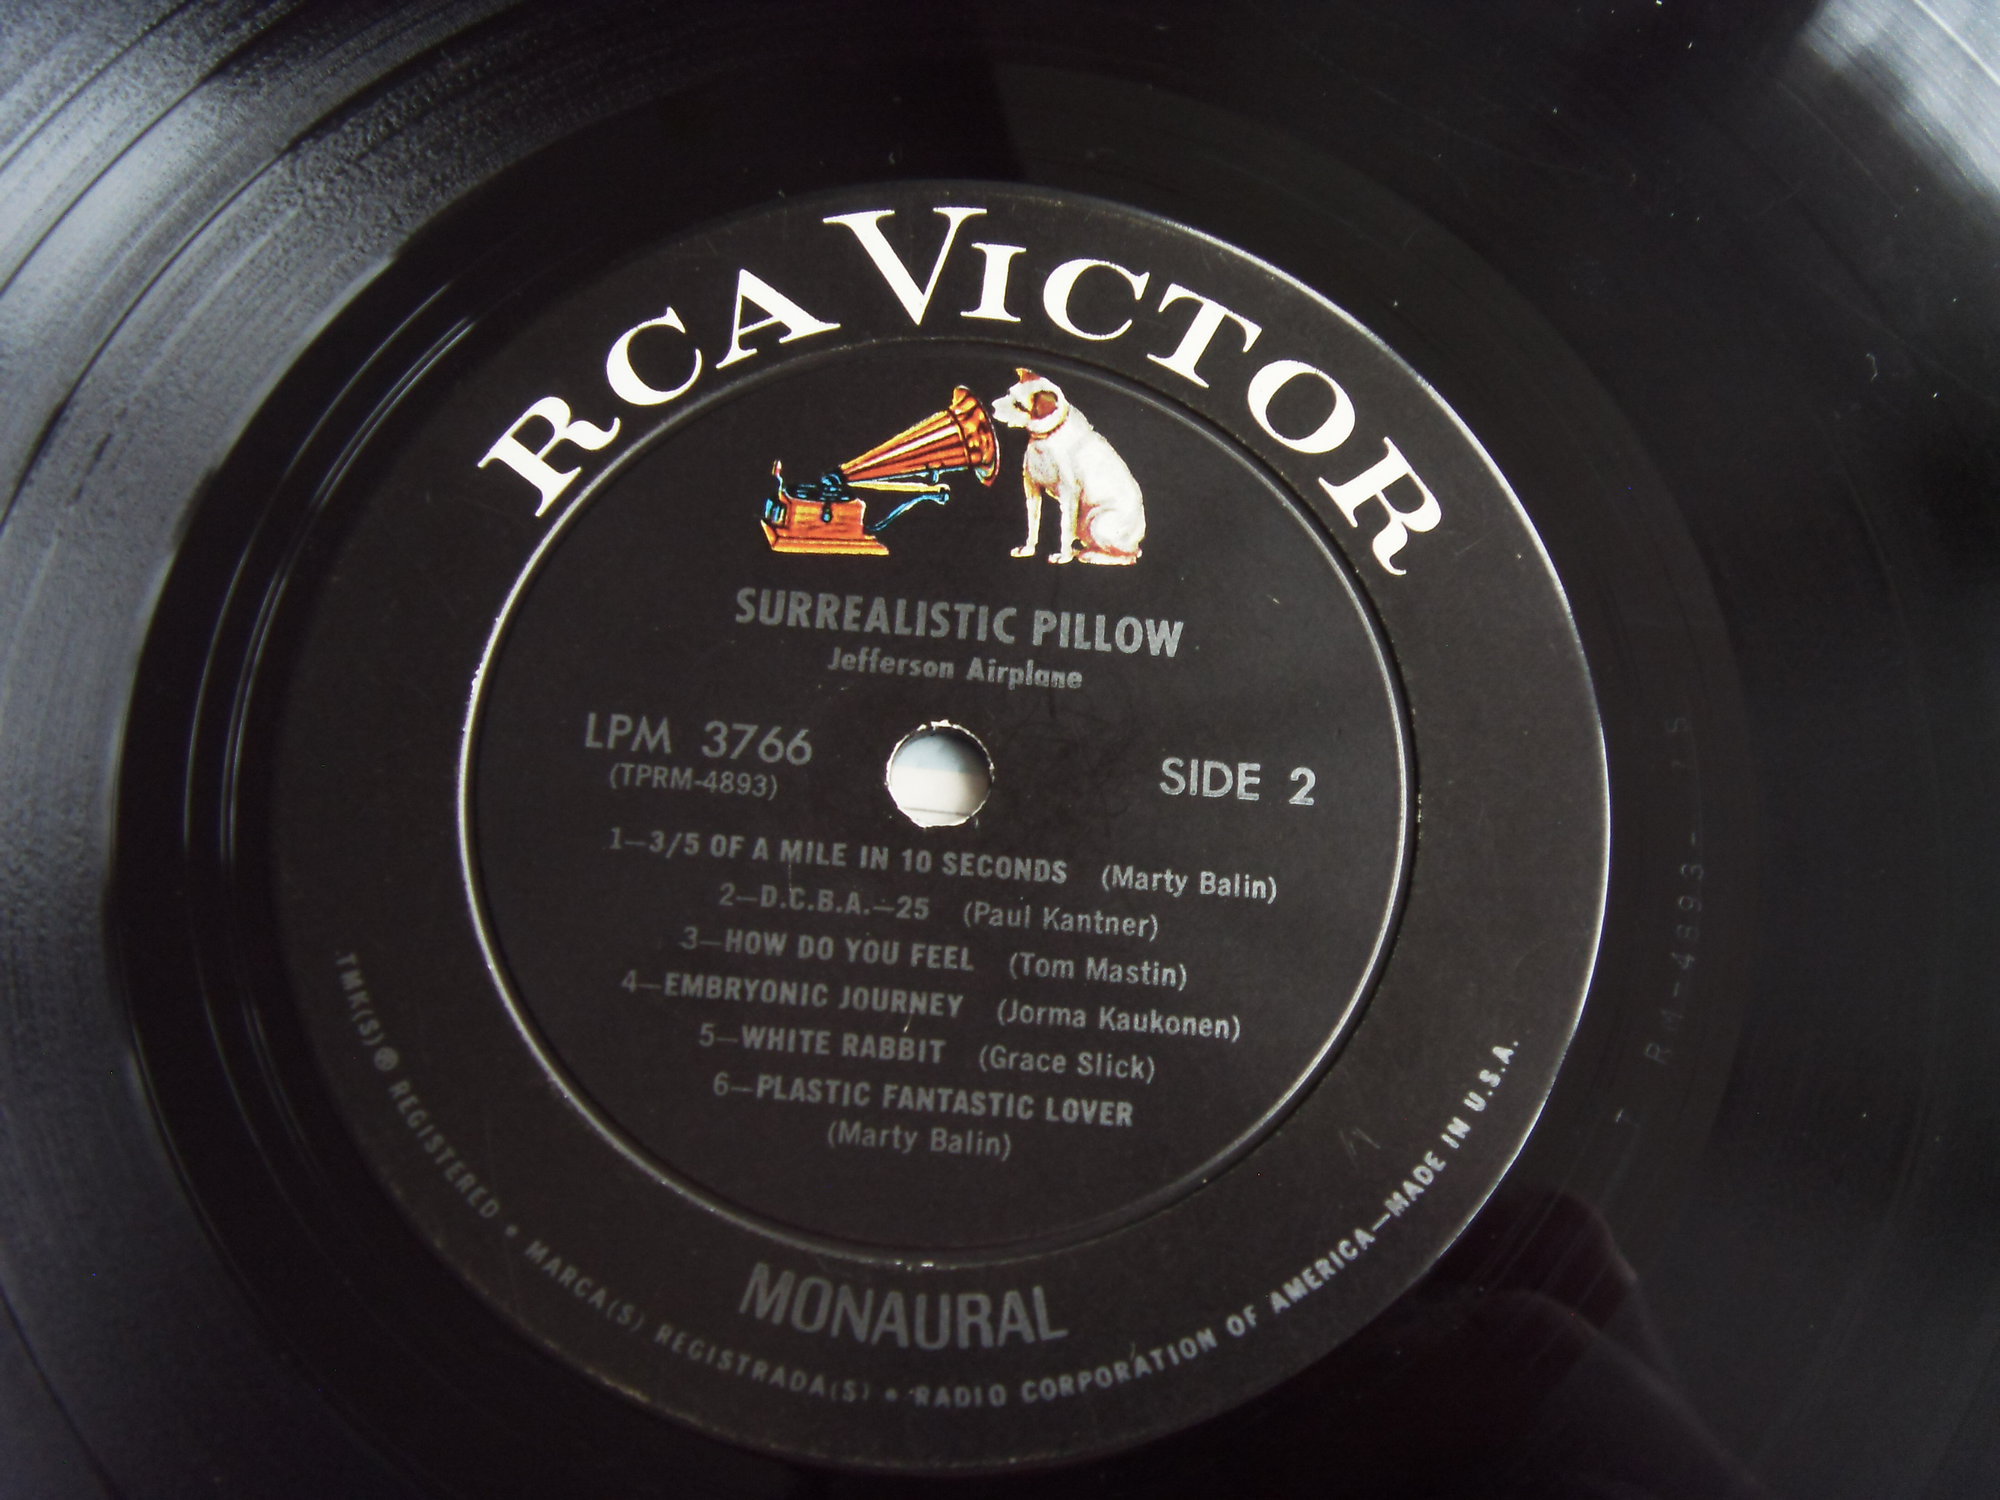 RCA VICTOR
SURREALISTIC PILLOW
Jefferson Airplane
LPM 3766
(TPRM-4893)
SIDE 2
1—3/5 OF A MILE IN 10 SECONDS (Marty Balin)
2—D.C.B.A.—25 (Paul Kantner)
3—HOW DO YOU FEEL (Tom Mastin)
4—EMBRYONIC JOURNEY (Jorma Kaukonen)
5—WHITE RABBIT (Grace Slick)
6—PLASTIC FANTASTIC LOVER
(Marty Balin)
MONAURAL
TMK(S) ® REGISTERED • MARCA(S) REGISTRADA(S) • RADIO CORPORATION OF AMERICA—MADE IN U.S.A.
RM-4893-